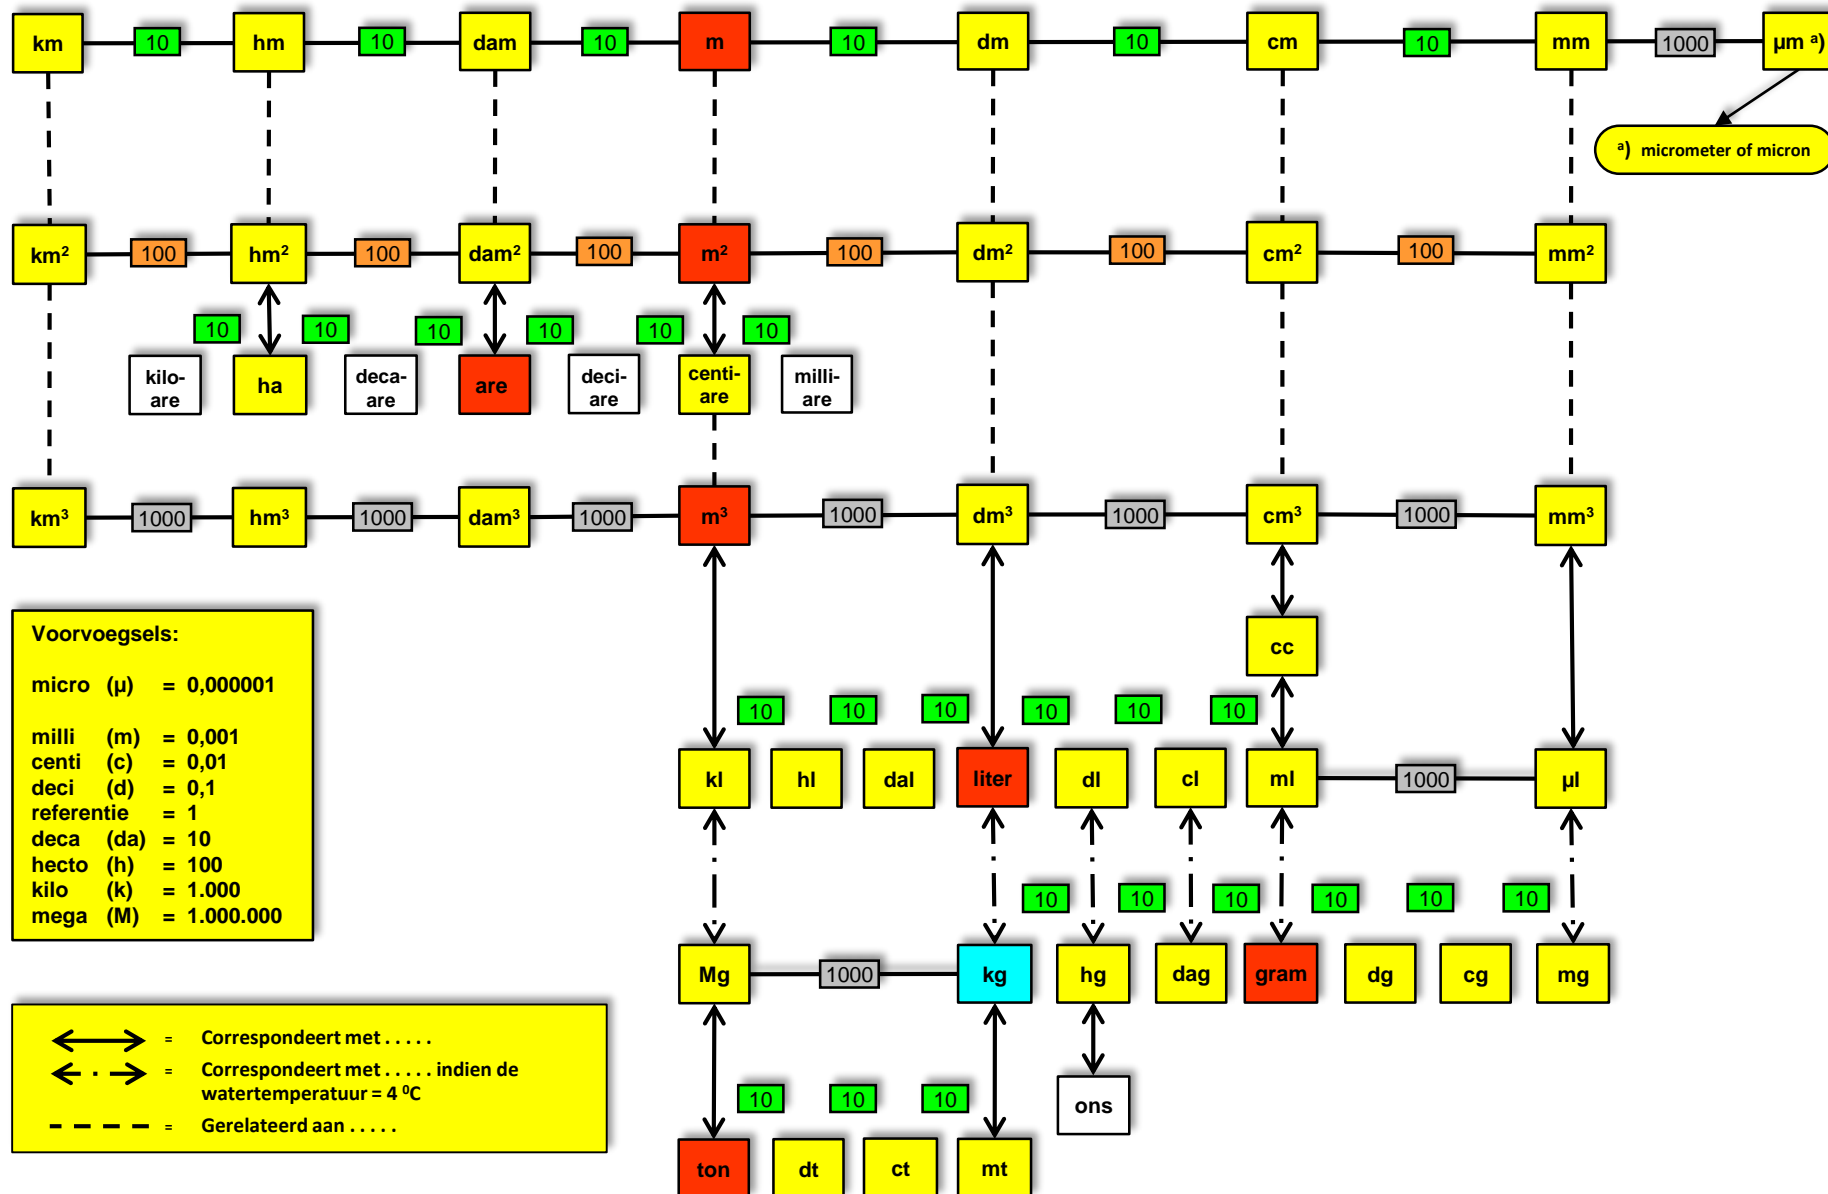 km 10 hm 10 dam 10 m 10 dm 10 cm 10 mm 1000 µm ᵃ⁾
ᵃ⁾ micrometer of micron
km² 100 hm² 100 dam² 100 m² 100 dm² 100 cm² 100 mm²
10 10 10 10 10 10
kilo-are ha deca-are are deci-are centi-are milli-are
km³ 1000 hm³ 1000 dam³ 1000 m³ 1000 dm³ 1000 cm³ 1000 mm³
cc
10 10 10 10 10 10
kl hl dal liter dl cl ml 1000 µl
10 10 10 10 10 10
Mg 1000 kg hg dag gram dg cg mg
ons
10 10 10
ton dt ct mt
Voorvoegsels:
micro (µ) = 0,000001
milli (m) = 0,001
centi (c) = 0,01
deci (d) = 0,1
referentie = 1
deca (da) = 10
hecto (h) = 100
kilo (k) = 1.000
mega (M) = 1.000.000
= Correspondeert met . . . . .
= Correspondeert met . . . . . indien de
watertemperatuur = 4 ⁰C
= Gerelateerd aan . . . . .